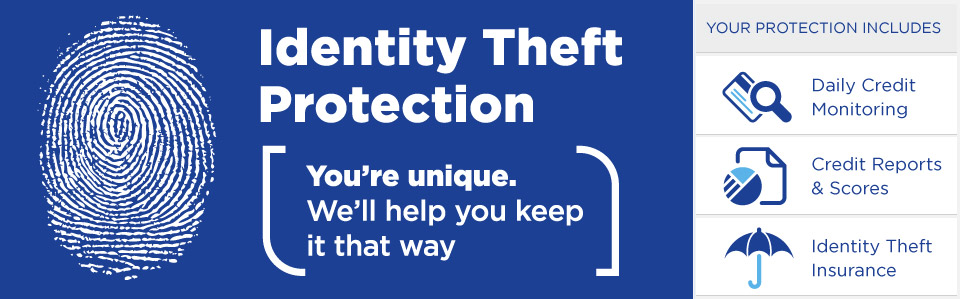 Identity Theft
Protection
You’re unique.
We’ll help you keep
it that way
YOUR PROTECTION INCLUDES
Daily Credit
Monitoring
Credit Reports
& Scores
Identity Theft
Insurance